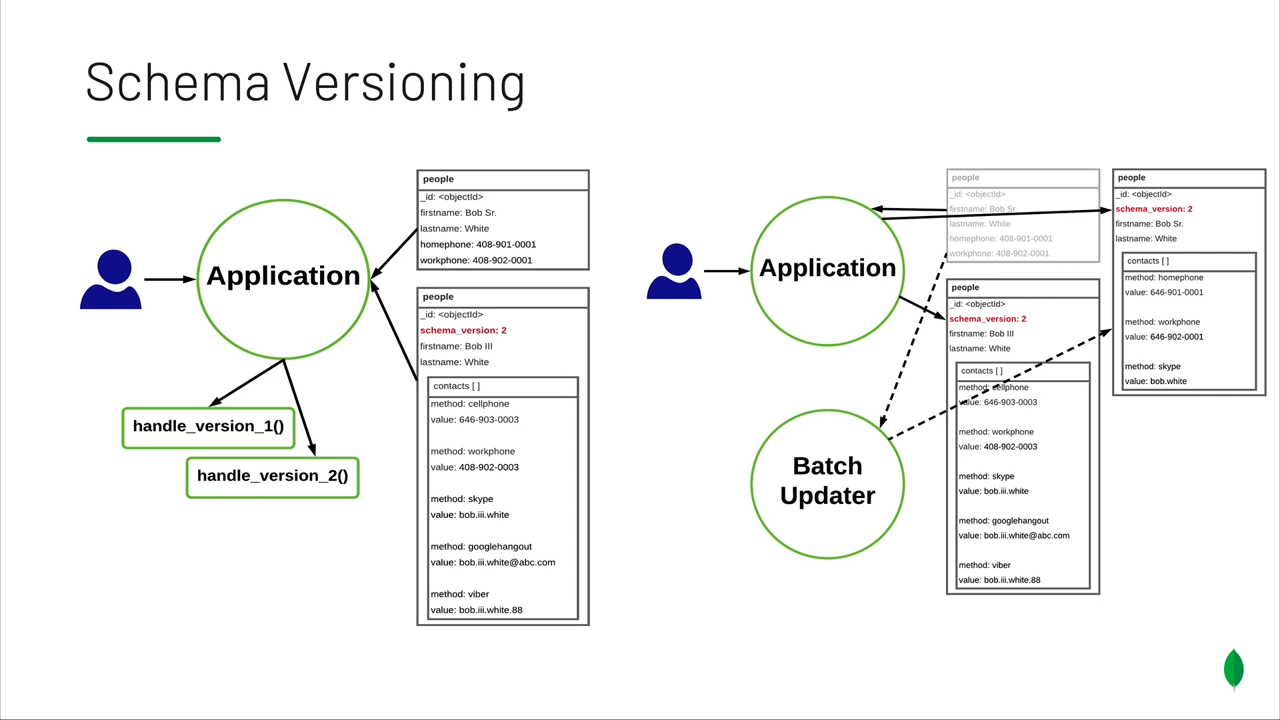 Schema Versioning
Application
handle_version_1()
handle_version_2()
people
_id: <objectId>
firstname: Bob Sr.
lastname: White
homephone: 408-901-0001
workphone: 408-902-0001
people
_id: <objectId>
schema_version: 2
firstname: Bob III
lastname: White
contacts [ ]
method: cellphone
value: 646-903-0003
method: workphone
value: 408-902-0003
method: skype
value: bob.iii.white
method: googlehangout
value: bob.iii.white@abc.com
method: viber
value: bob.iii.white.88
Application
Batch
Updater
people
_id: <objectId>
firstname: Bob Sr.
lastname: White
homephone: 408-901-0001
workphone: 408-902-0001
people
_id: <objectId>
schema_version: 2
firstname: Bob III
lastname: White
contacts [ ]
method: cellphone
value: 646-903-0003
method: workphone
value: 408-902-0003
method: skype
value: bob.iii.white
method: googlehangout
value: bob.iii.white@abc.com
method: viber
value: bob.iii.white.88
people
_id: <objectId>
schema_version: 2
firstname: Bob Sr.
lastname: White
contacts [ ]
method: homephone
value: 646-901-0001
method: workphone
value: 646-902-0001
method: skype
value: bob.white